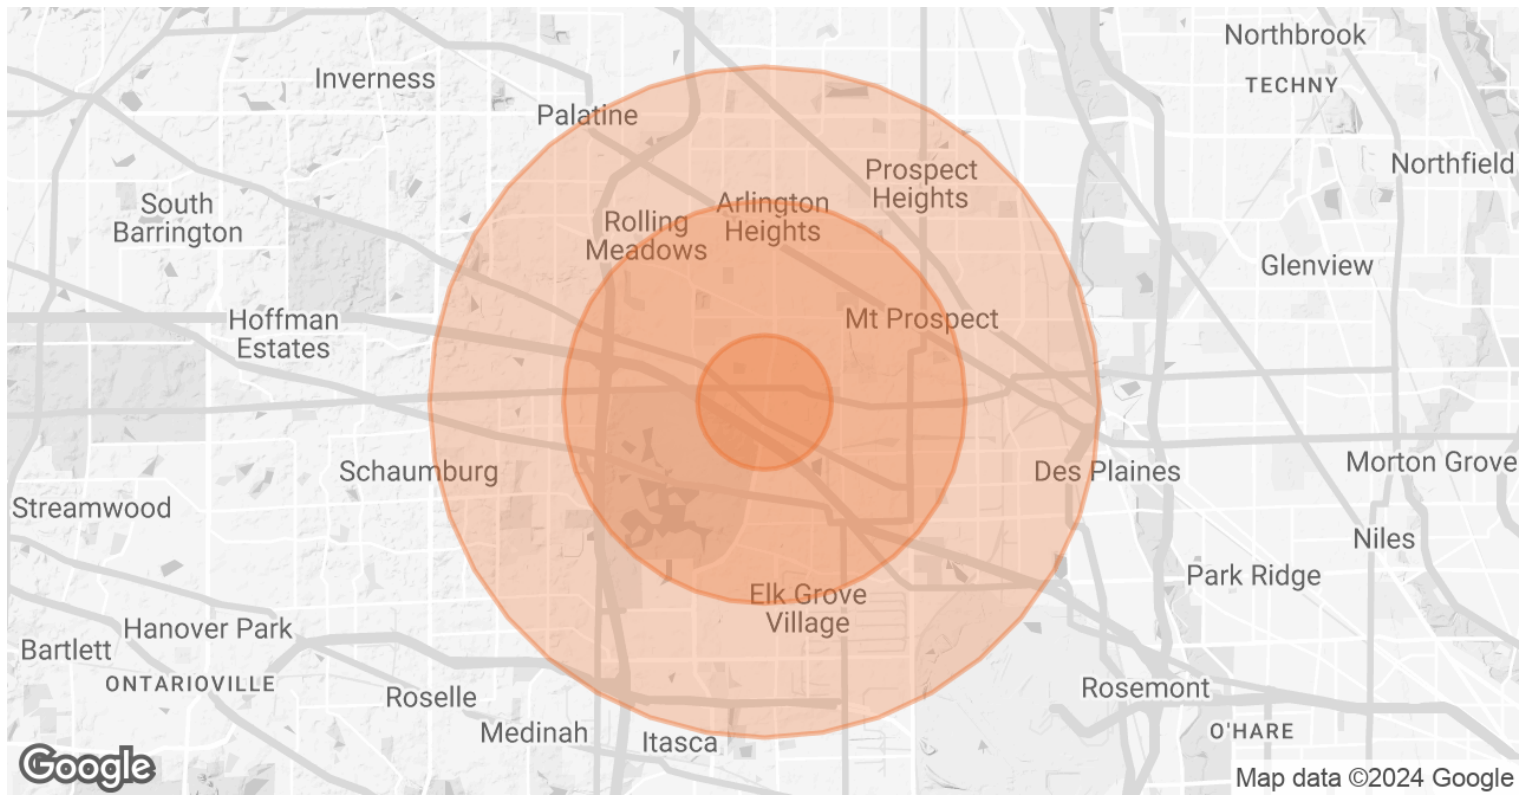 Northbrook
TECHNY
Inverness
Palatine
Northfield
Prospect
Heights
South
Barrington
Arlington
Heights
Rolling
Meadows
Glenview
Hoffman
Estates
Mt Prospect
Schaumburg
Des Plaines
Morton Grove
Streamwood
Niles
Park Ridge
Elk Grove
Village
Hanover Park
Bartlett
ONTARIOVILLE
Roselle
Rosemont
Medinah
Itasca
O'HARE
Google
Map data ©2024 Google